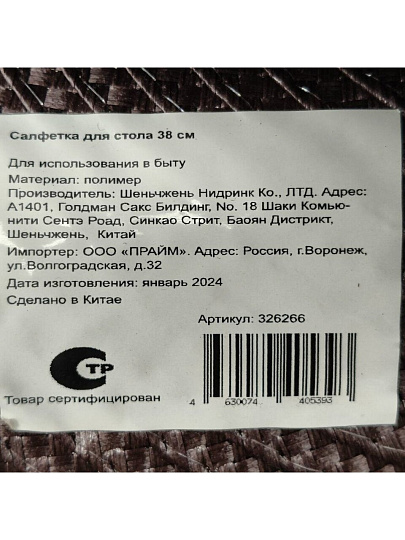 Салфетка для стола 38 см
Для использования в быту
Материал: полимер
Производитель: Шеньчжень Нидринк Ко., ЛТД. Адрес:
А1401, Голдман Сакс Билдинг, No. 18 Шаки Комью-
нити Сентэ Роад, Синкао Стрит, Баоян Дистрикт,
Шеньчжень, Китай
Импортер: ООО «ПРАЙМ». Адрес: Россия, г.Воронеж,
ул.Волгоградская, д.32
Дата изготовления: январь 2024
Сделано в Китае
Артикул: 326266
СТР
Товар сертифицирован
4 630074 405393